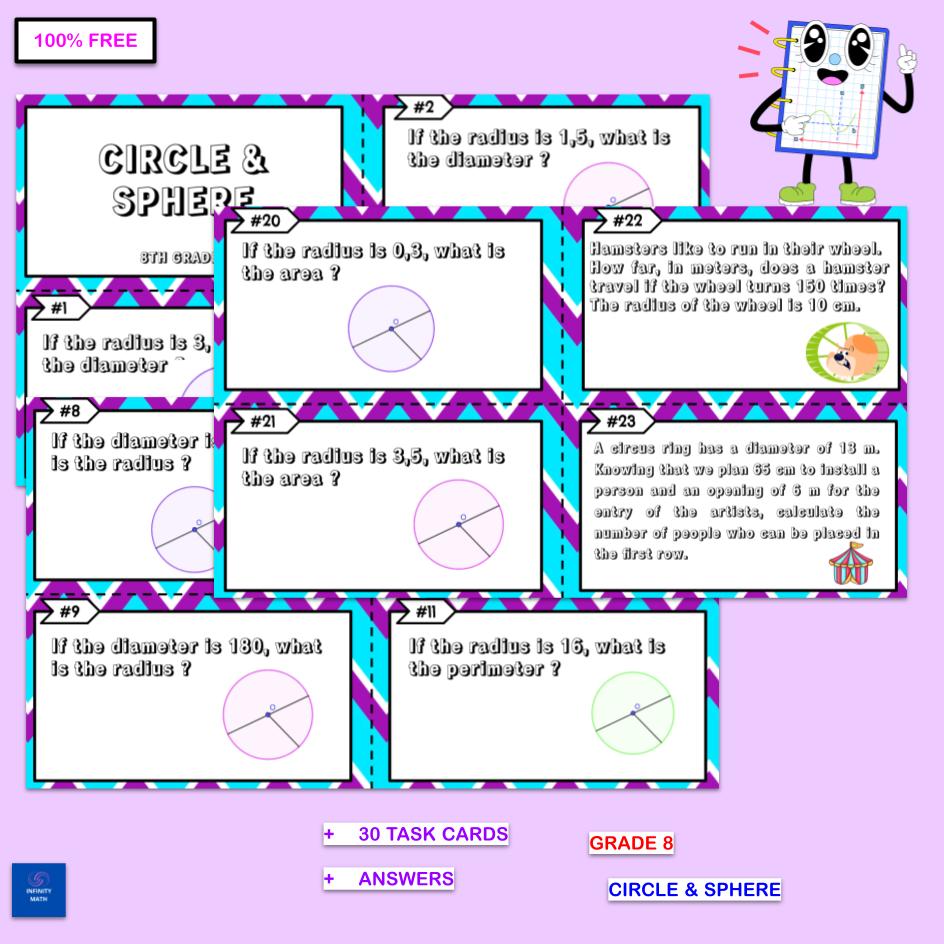 100% FREE
CIRCLE &
SPHERE
8TH
#2
If the radius is 1,5, what is
the diameter ?
#1
If the radius is 3,
the diameter
#8
If the diameter
is the radius ?
#20
If the radius is 0,3, what is
the area ?
O
#22
Hamsters like to run in their wheel.
How far, in meters, does a hamster
travel if the wheel turns 150 times?
The radius of the wheel is 10 cm.
#21
If the radius is 3,5, what is
the area ?
O
#23
A circus ring has a diameter of 13 m.
Knowing that we plan 65 cm to install a
person and an opening of 6 m for the
entry of the artists, calculate the
number of people who can be placed in
the first row.
O
#9
If the diameter is 180, what
is the radius ?
O
#11
If the radius is 16, what is
the perimeter ?
O
+ 30 TASK CARDS
+ ANSWERS
GRADE 8
CIRCLE & SPHERE
INFINITY
MATH